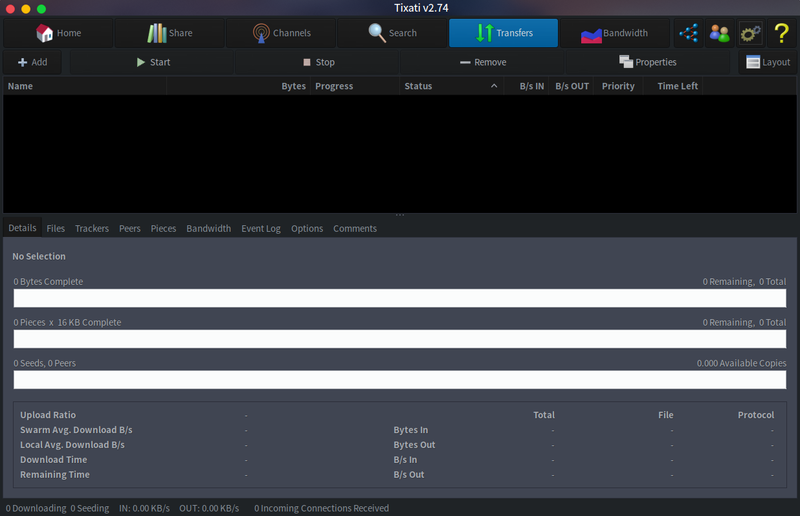 Tixati v2.74
Home Share Channels Search Transfers Bandwidth ?
Add Start Stop Remove Properties Layout
Name Bytes Progress Status B/s IN B/s OUT Priority Time Left
Details Files Trackers Peers Pieces Bandwidth Event Log Options Comments
No Selection
0 Bytes Complete 0 Remaining, 0 Total
0 Pieces x 16 KB Complete 0 Remaining, 0 Total
0 Seeds, 0 Peers 0.000 Available Copies
Upload Ratio - Total File Protocol
Swarm Avg. Download B/s - Bytes In - - -
Local Avg. Download B/s - Bytes Out - - -
Download Time - B/s In - - -
Remaining Time - B/s Out - - -
0 Downloading 0 Seeding IN: 0.00 KB/s OUT: 0.00 KB/s 0 Incoming Connections Received